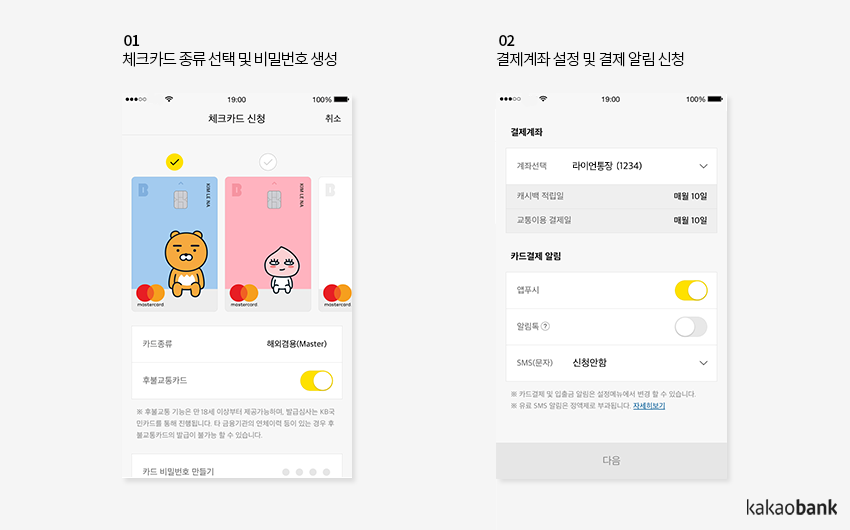 01
체크카드 종류 선택 및 비밀번호 생성
19:00
100%
체크카드 신청
취소
KIM LE NA
KIM LE NA
mastercard
mastercard
mastercard
카드종류
해외겸용(Master)
후불교통카드
※ 후불교통 기능은 만 18세 이상부터 제공가능하며, 발급심사는 KB국
민카드를 통해 진행됩니다. 타 금융기관의 연체이력 등이 있는 경우 후
불교통카드의 발급이 불가능 할 수 있습니다.
카드 비밀번호 만들기
02
결제계좌 설정 및 결제 알림 신청
19:00
100%
결제계좌
계좌선택
라이언통장 (1234)
캐시백 적립일
매월 10일
교통이용 결제일
매월 10일
카드결제 알림
앱푸시
알림톡 ?
SMS(문자)
신청안함
※ 카드결제 및 입출금 알림은 설정메뉴에서 변경 할 수 있습니다.
※ 유료 SMS 알림은 정액제로 부과됩니다. 자세히보기
다음
kakaobank